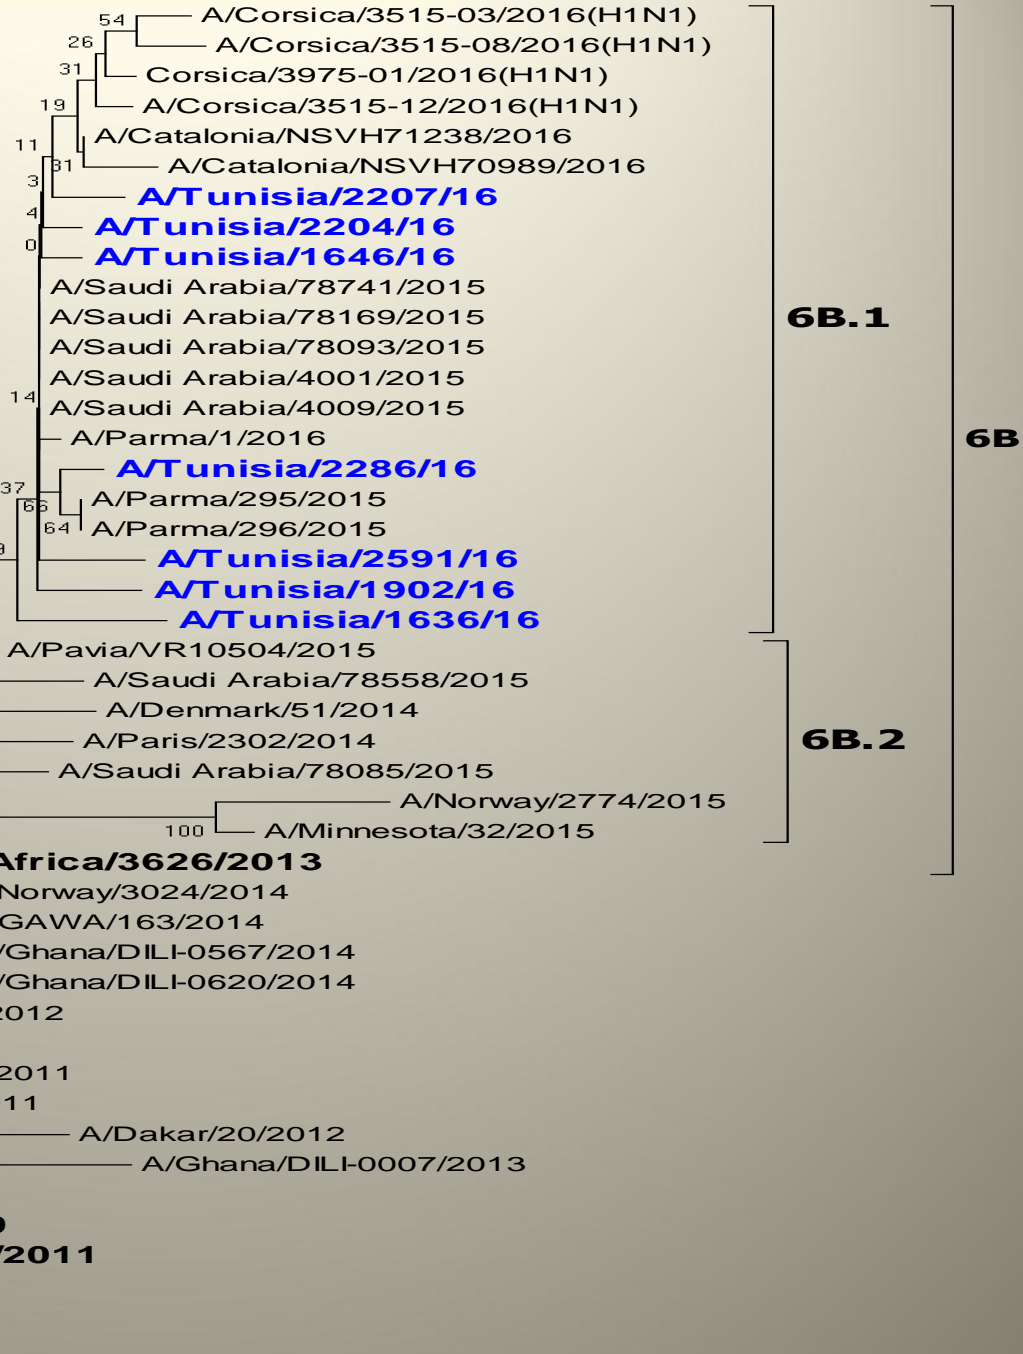 54
A/Corsica/3515-03/2016(H1N1)
26
A/Corsica/3515-08/2016(H1N1)
31
Corsica/3975-01/2016(H1N1)
19
A/Corsica/3515-12/2016(H1N1)
A/Catalonia/NSVH71238/2016
11
31
A/Catalonia/NSVH70989/2016
3
A/Tunisia/2207/16
4
A/Tunisia/2204/16
0
A/Tunisia/1646/16
A/Saudi Arabia/78741/2015
A/Saudi Arabia/78169/2015
6B.1
A/Saudi Arabia/78093/2015
A/Saudi Arabia/4001/2015
14
A/Saudi Arabia/4009/2015
A/Parma/1/2016
6B
A/Tunisia/2286/16
37
A/Parma/295/2015
66
64
A/Parma/296/2015
A/Tunisia/2591/16
A/Tunisia/1902/16
A/Tunisia/1636/16
A/Pavia/VR10504/2015
A/Saudi Arabia/78558/2015
A/Denmark/51/2014
A/Paris/2302/2014
6B.2
A/Saudi Arabia/78085/2015
A/Norway/2774/2015
100
A/Minnesota/32/2015
Africa/3626/2013
Norway/3024/2014
GAWA/163/2014
/Ghana/DILI-0567/2014
/Ghana/DILI-0620/2014
2012
2011
11
A/Dakar/20/2012
A/Ghana/DILI-0007/2013
/2011